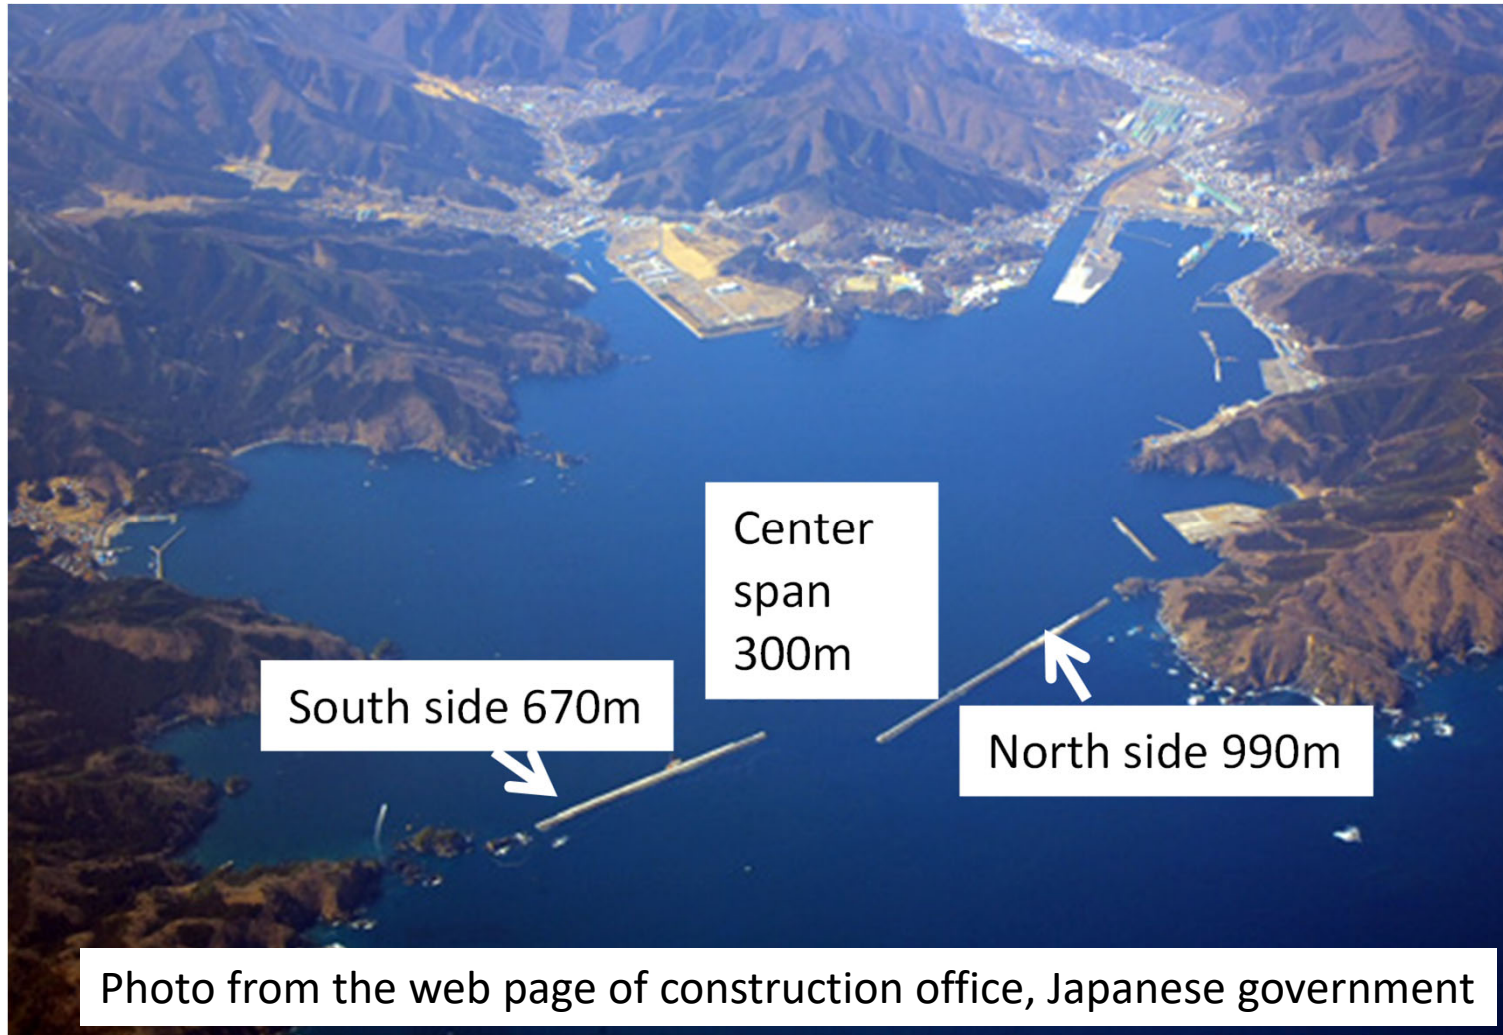 Center
span
300m
South side 670m
North side 990m
Photo from the web page of construction office, Japanese government